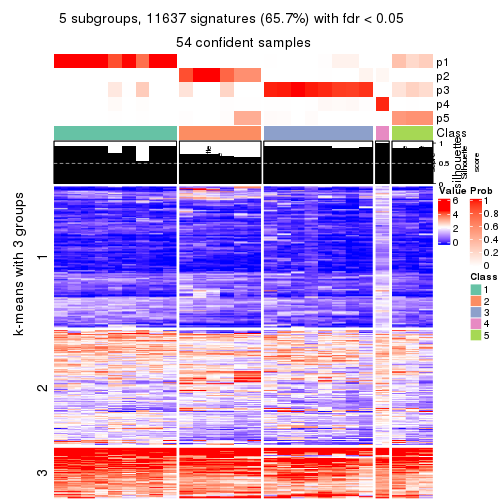 5 subgroups, 11637 signatures (65.7%) with fdr < 0.05
54 confident samples
p1
p2
p3
p4
p5
Class
1
0.5
0
silhouette
Silhouette
score
k-means with 3 groups
1
2
3
Value
6
4
2
0
Prob
1
0.8
0.6
0.4
0.2
0
Class
1
2
3
4
5